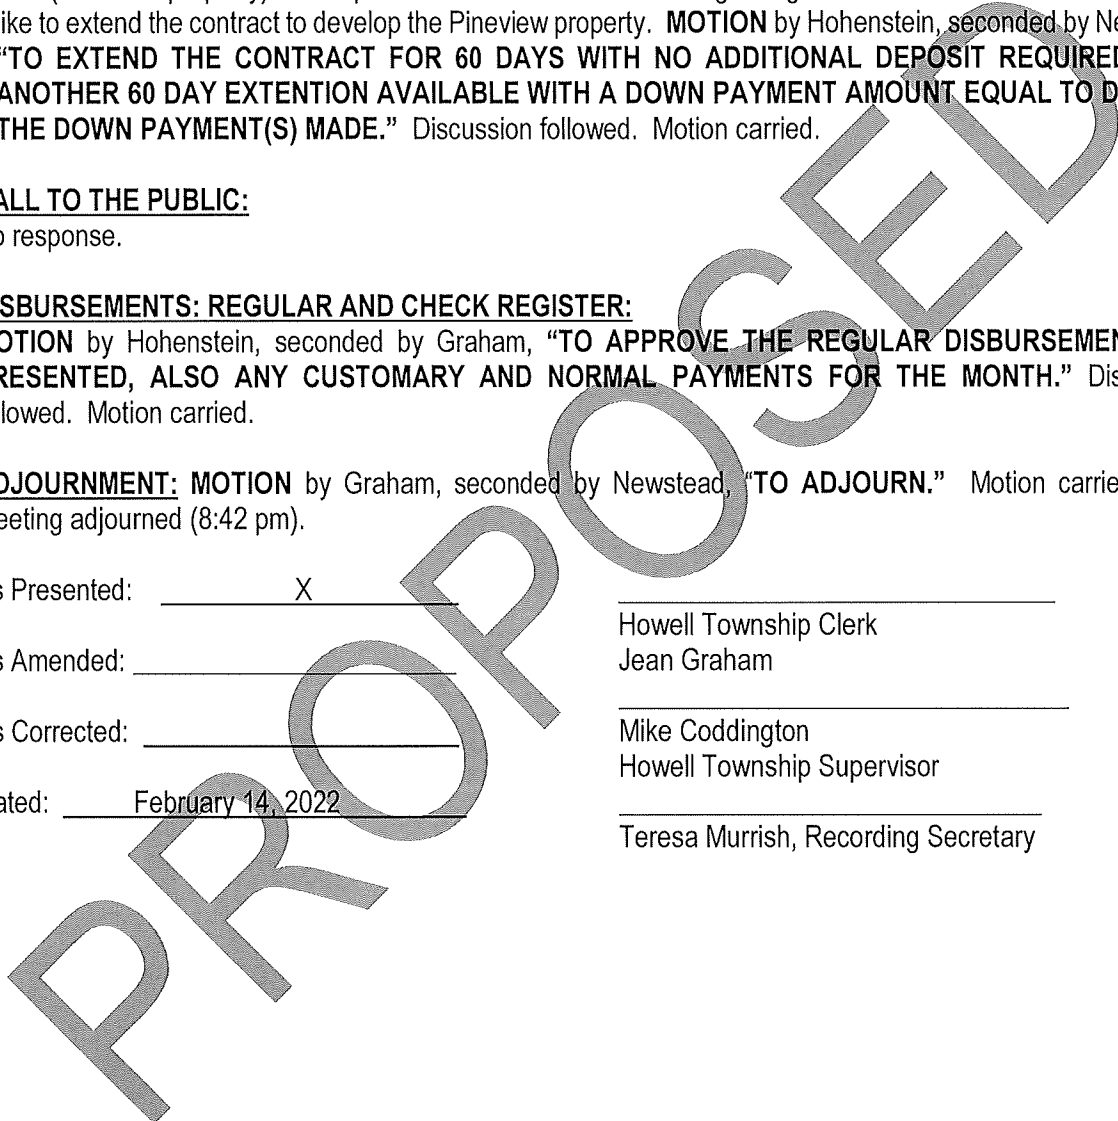 ike to extend the contract to develop the Pineview property. MOTION by Hohenstein, seconded by Ne
“TO EXTEND THE CONTRACT FOR 60 DAYS WITH NO ADDITIONAL DEPOSIT REQUIRED
ANOTHER 60 DAY EXTENTION AVAILABLE WITH A DOWN PAYMENT AMOUNT EQUAL TO D
THE DOWN PAYMENT(S) MADE.” Discussion followed. Motion carried.
ALL TO THE PUBLIC:
o response.
ISBURSEMENTS: REGULAR AND CHECK REGISTER:
OTION by Hohenstein, seconded by Graham, “TO APPROVE THE REGULAR DISBURSEMEN
RESENTED, ALSO ANY CUSTOMARY AND NORMAL PAYMENTS FOR THE MONTH.” Dis
llowed. Motion carried.
DJOURNMENT: MOTION by Graham, seconded by Newstead, “TO ADJOURN.” Motion carrie
eeting adjourned (8:42 pm).
s Presented: X
Howell Township Clerk
s Amended:
Jean Graham
s Corrected:
Mike Coddington
Howell Township Supervisor
ated: February 14, 2022
Teresa Murrish, Recording Secretary
PROPOSED